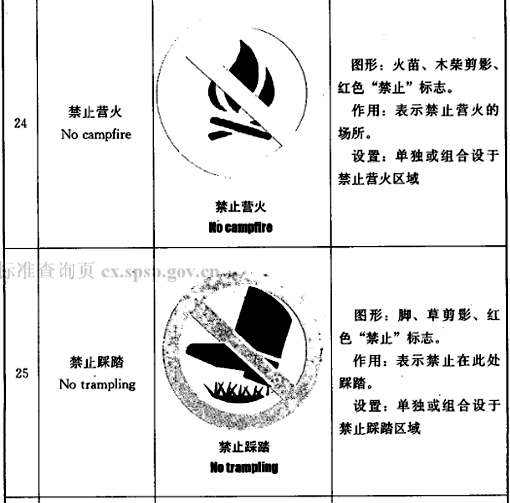 24
禁止营火
No campfire
禁止营火
No campfire
图形：火苗、木柴剪影、
红色“禁止”标志。
作用：表示禁止营火的
场所。
设置：单独或组合设于
禁止营火区域
标准查询页 cx.spsp.gov.cn
25
禁止踩踏
No trampling
禁止踩踏
No trampling
图形：脚、草剪影、红
色“禁止”标志。
作用：表示禁止在此处
踩踏。
设置：单独或组合设于
禁止踩踏区域